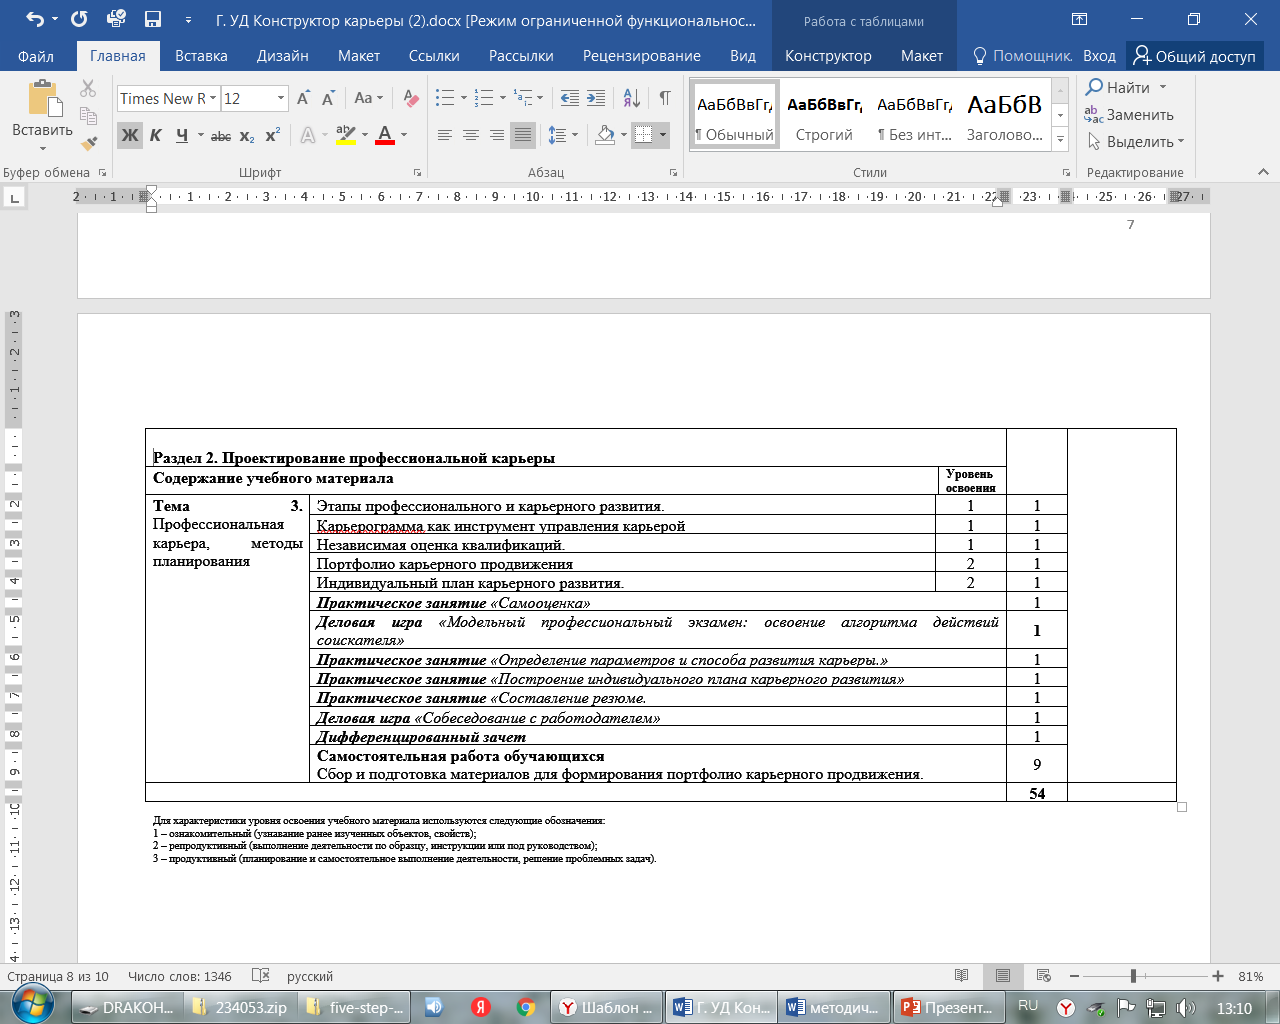 Г. УД Конструктор карьеры (2).docx [Режим ограниченной функциональнос...
Работа с таблицами
Файл Главная Вставка Дизайн Макет Ссылки Рассылки Рецензирование Вид Конструктор Макет Помощник. Вход Общий доступ
Times New R 12 Aa
АаБбВвГг, АаБбВвГг АаБбВвГг, АаБбВ
Найти
Вставить
Заменить
¶ Обычный Строгий ¶ Без инт... Заголово...
Выделить
Буфер обмена Шрифт Абзац Стили Редактирование
7
Раздел 2. Проектирование профессиональной карьеры
Содержание учебного материала Уровень освоения
Тема 3. Профессиональная карьера, методы планирования
Этапы профессионального и карьерного развития. 1 1
Карьерограмма как инструмент управления карьерой 1 1
Независимая оценка квалификаций. 1 1
Портфолио карьерного продвижения 2 1
Индивидуальный план карьерного развития. 2 1
Практическое занятие «Самооценка» 1
Деловая игра «Модельный профессиональный экзамен: освоение алгоритма действий
соискателя» 1
Практическое занятие «Определение параметров и способа развития карьеры.» 1
Практическое занятие «Построение индивидуального плана карьерного развития» 1
Практическое занятие «Составление резюме. 1
Деловая игра «Собеседование с работодателем» 1
Дифференцированный зачет 1
Самостоятельная работа обучающихся
Сбор и подготовка материалов для формирования портфолио карьерного продвижения. 9
54
Для характеристики уровня освоения учебного материала используются следующие обозначения:
1 – ознакомительный (узнавание ранее изученных объектов, свойств);
2 – репродуктивный (выполнение деятельности по образцу, инструкции или под руководством);
3 – продуктивный (планирование и самостоятельное выполнение деятельности, решение проблемных задач).
Страница 8 из 10 Число слов: 1346 русский 81%
DRAKOH... 234053.zip five-step-... Шаблон ... Г. УД Кон... методич... Презент... RU 13:10